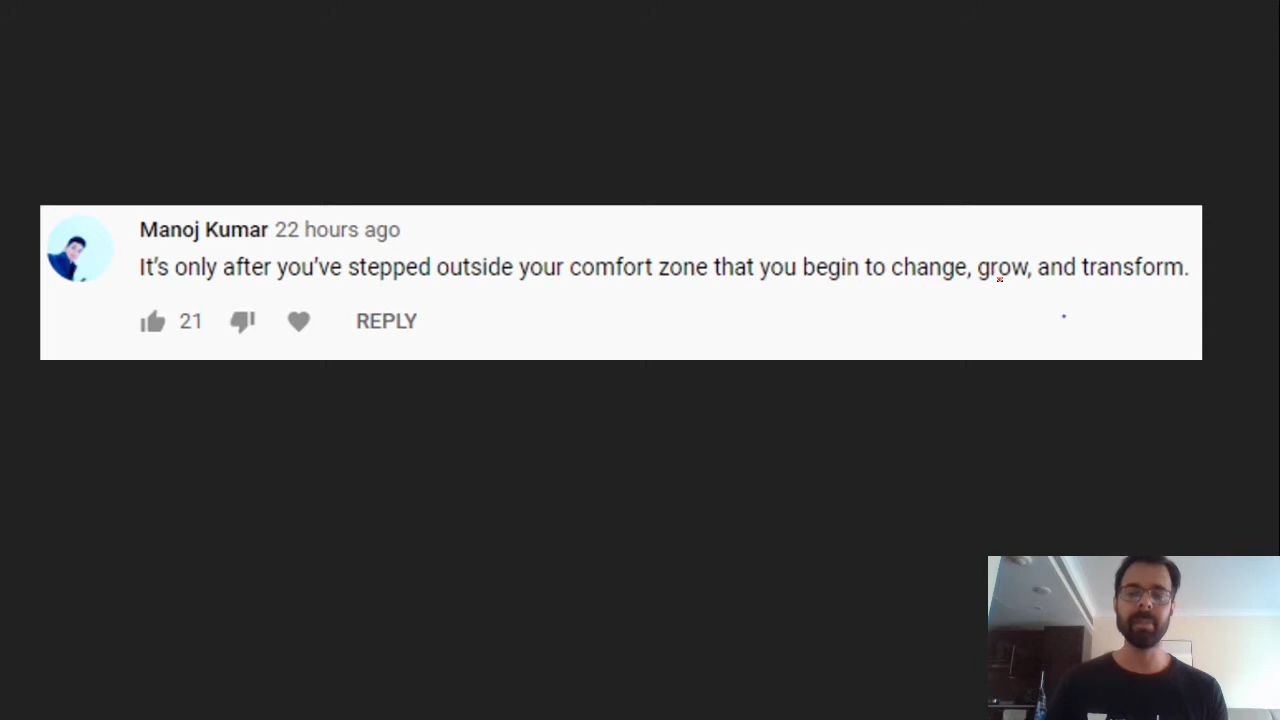 Manoj Kumar 22 hours ago
It’s only after you’ve stepped outside your comfort zone that you begin to change, grow, and transform.
21 REPLY